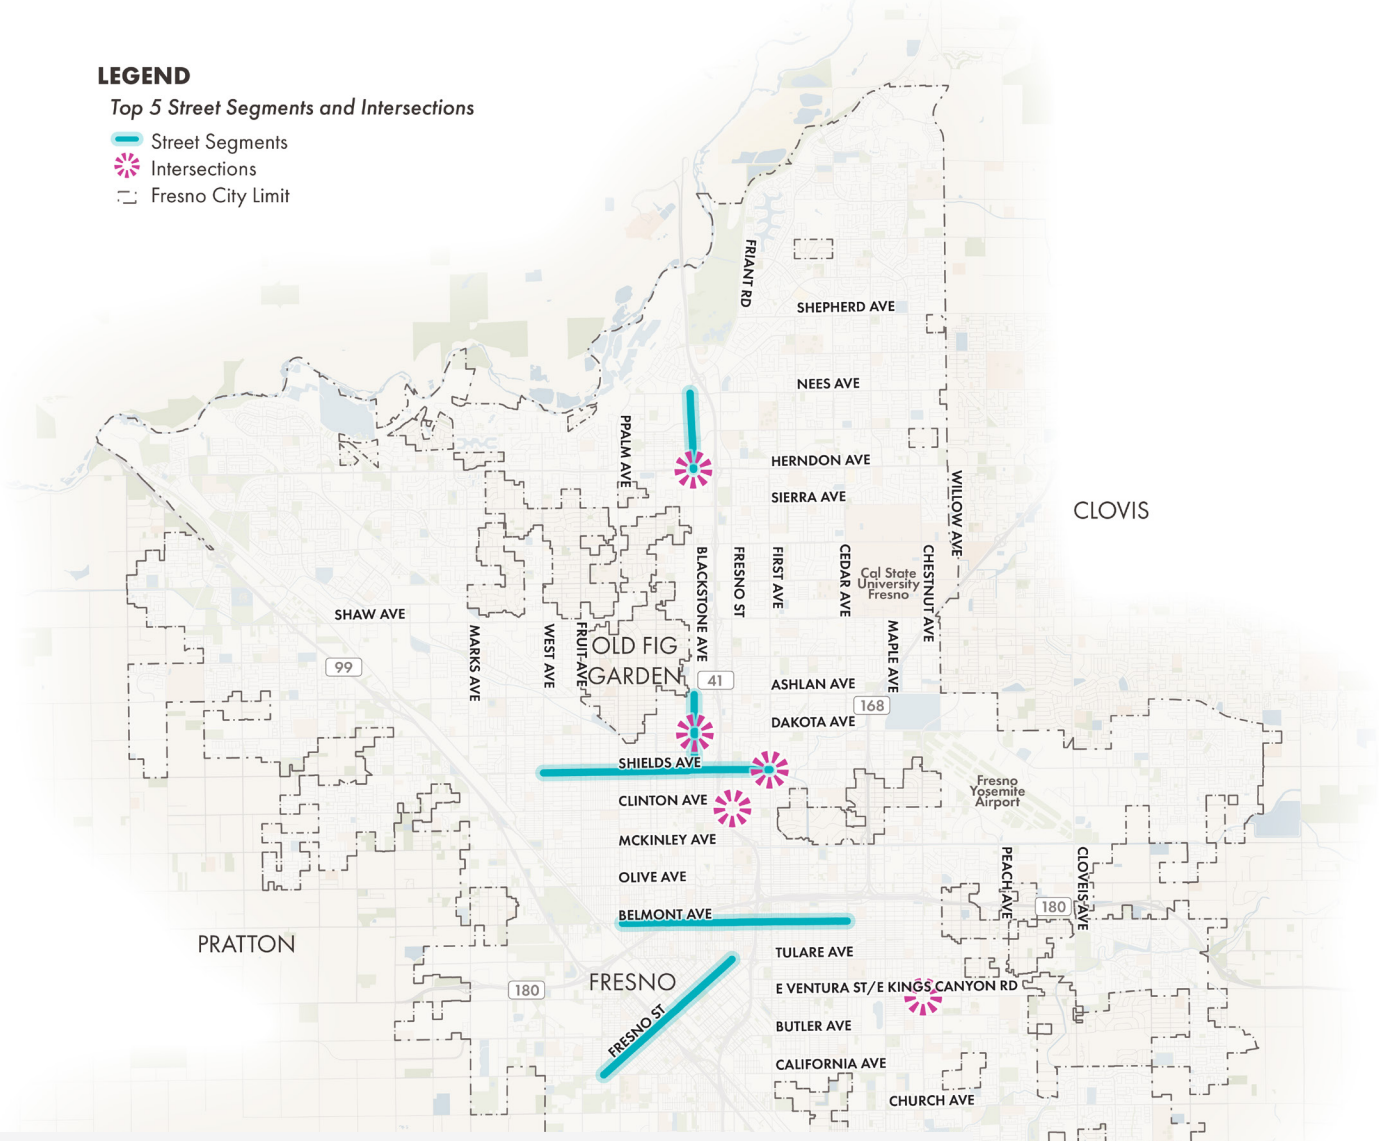 LEGEND
Top 5 Street Segments and Intersections
Street Segments
Intersections
Fresno City Limit
FRIANT RD
SHEPHERD AVE
NEES AVE
PPALM AVE
HERNDON AVE
SIERRA AVE
WILLOW AVE
CLOVIS
BLACKSTONE AVE
FRESNO ST
FIRST AVE
CEDAR AVE
CHESTNUT AVE
Cal State
University
Fresno
SHAW AVE
MARKS AVE
WEST AVE
FRUIT AVE
OLD FIG
GARDEN
MAPLE AVE
99
41
ASHLAN AVE
168
DAKOTA AVE
SHIELDS AVE
Fresno
Yosemite
Airport
CLINTON AVE
MCKINLEY AVE
PEACH AVE
CLOVEIS AVE
OLIVE AVE
180
BELMONT AVE
PRATTON
TULARE AVE
FRESNO
180
E VENTURA ST/E KINGS CANYON RD
FRESNO ST
BUTLER AVE
CALIFORNIA AVE
CHURCH AVE